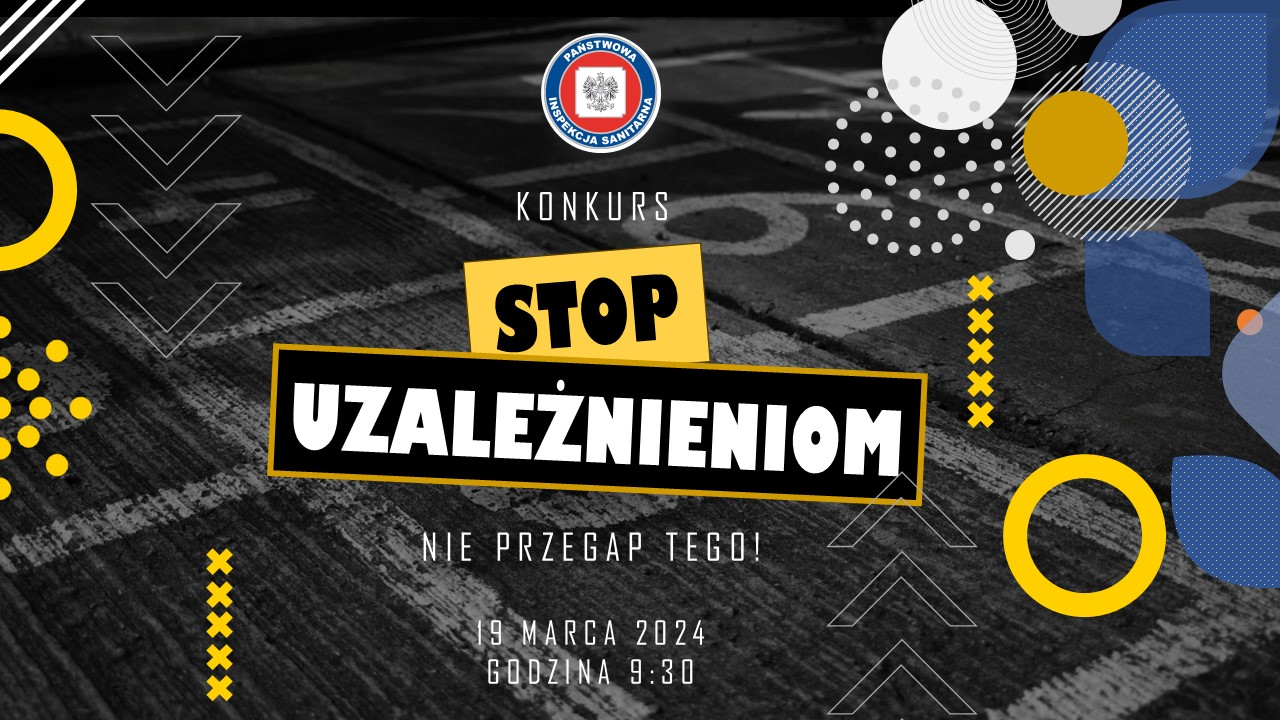 PAŃSTWOWA
INSPEKCJA SANITARNA
KONKURS
STOP
UZALEŻNIENIOM
NIE PRZEGAP TEGO!
19 MARCA 2024
GODZINA 9:30